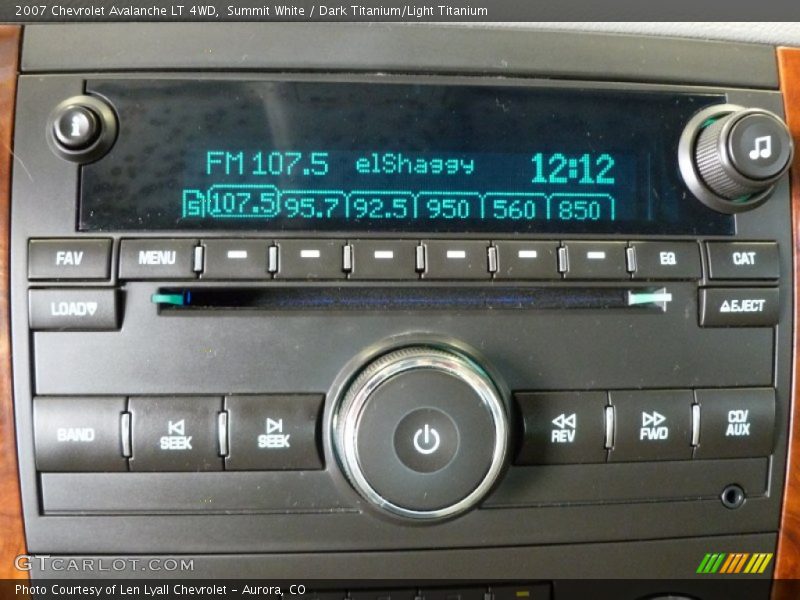 2007 Chevrolet Avalanche LT 4WD, Summit White / Dark Titanium/Light Titanium
i
FM 107.5 elShaggy 12:12
107.5 95.7 92.5 950 560 850
FAV MENU EQ CAT
LOAD EJECT
BAND SEEK SEEK REV FWD CD/AUX
GTCARLOT.COM
Photo Courtesy of Len Lyall Chevrolet - Aurora, CO